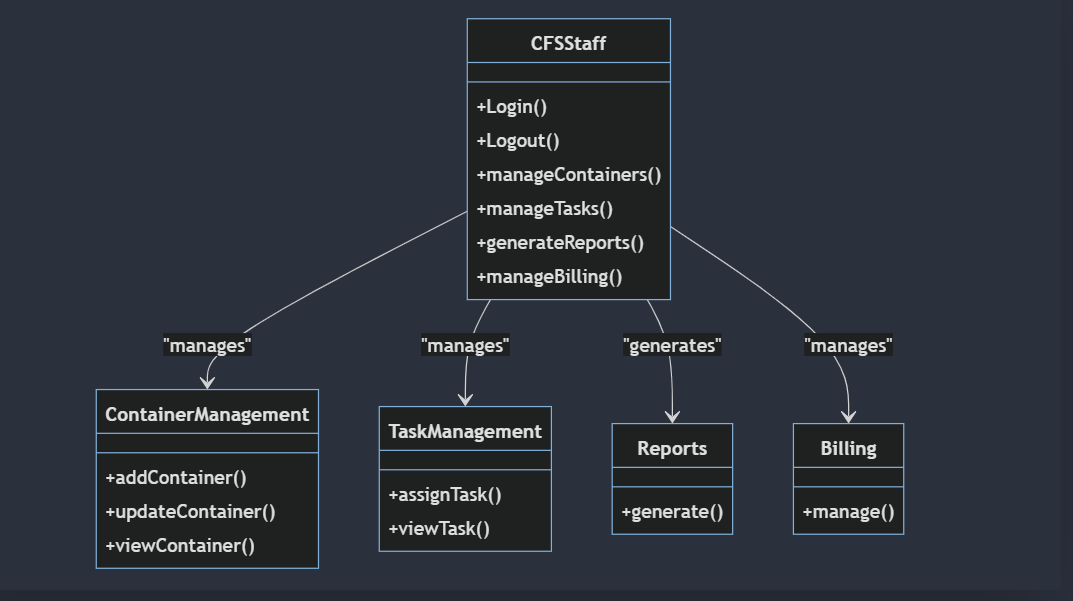 CFSStaff
+Login()
+Logout()
+manageContainers()
+manageTasks()
+generateReports()
+manageBilling()
"manages"
"manages"
"generates"
"manages"
ContainerManagement
+addContainer()
+updateContainer()
+viewContainer()
TaskManagement
+assignTask()
+viewTask()
Reports
+generate()
Billing
+manage()